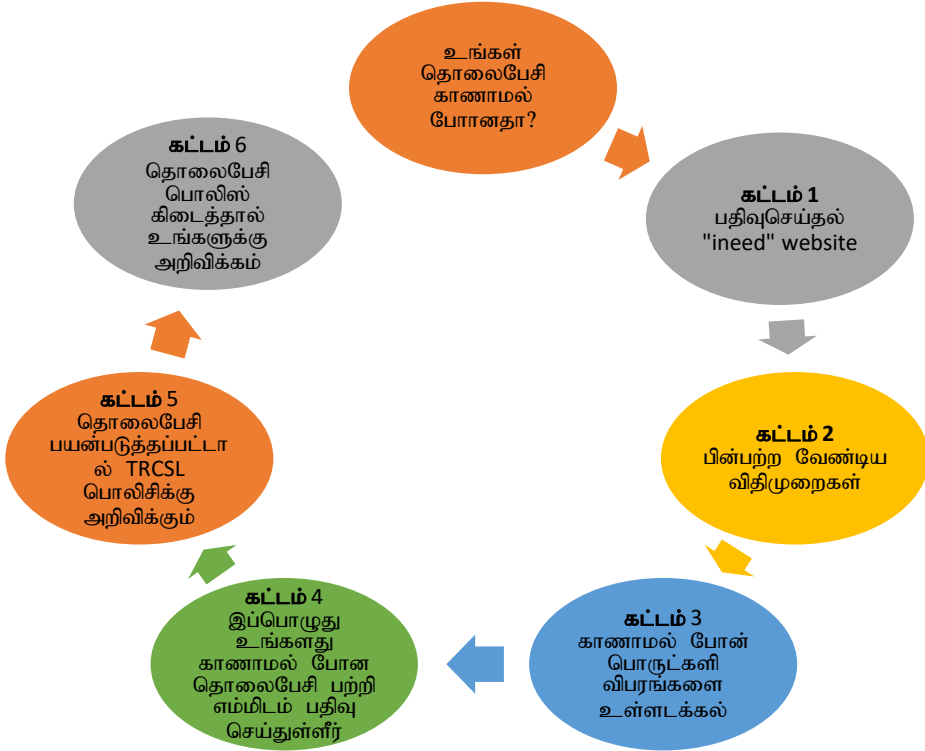 உங்கள்
தொலைபேசி
காணாமல்
போானதா?
கட்டம் 1
பதிவுசெய்தல்
"ineed" website
கட்டம் 2
பின்பற்ற வேண்டிய
விதிமுறைகள்
கட்டம் 3
காணாமல் போன்
பொருட்களி
விபரங்களை
உள்ளடக்கல்
கட்டம் 4
இப்பொழுது
உங்களது
காணாமல் போன
தொலைபேசி பற்றி
எம்மிடம் பதிவு
செய்துள்ளீர்
கட்டம் 5
தொலைபேசி
பயன்படுத்தப்பட்டா
ல் TRCSL
பொலிசிக்கு
அறிவிக்கும்
கட்டம் 6
தொலைபேசி
பொலிஸ்
கிடைத்தால்
உங்களுக்கு
அறிவிக்கம்